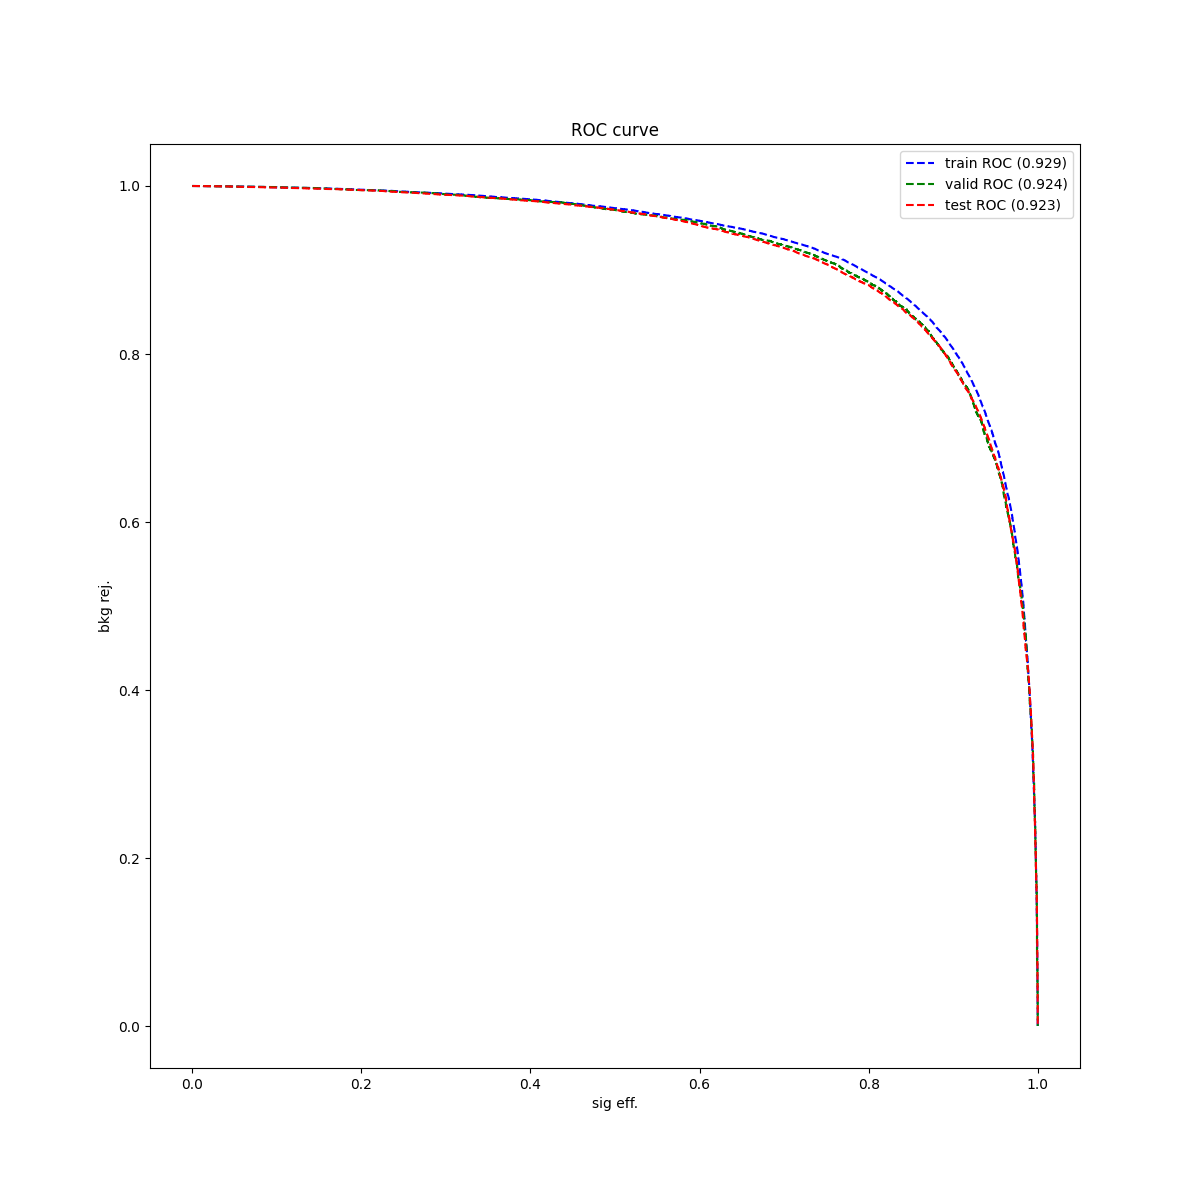 ROC curve
train ROC (0.929)
valid ROC (0.924)
test ROC (0.923)
1.0
0.8
0.6
0.4
0.2
0.0
bkg rej.
0.0 0.2 0.4 0.6 0.8 1.0
sig eff.